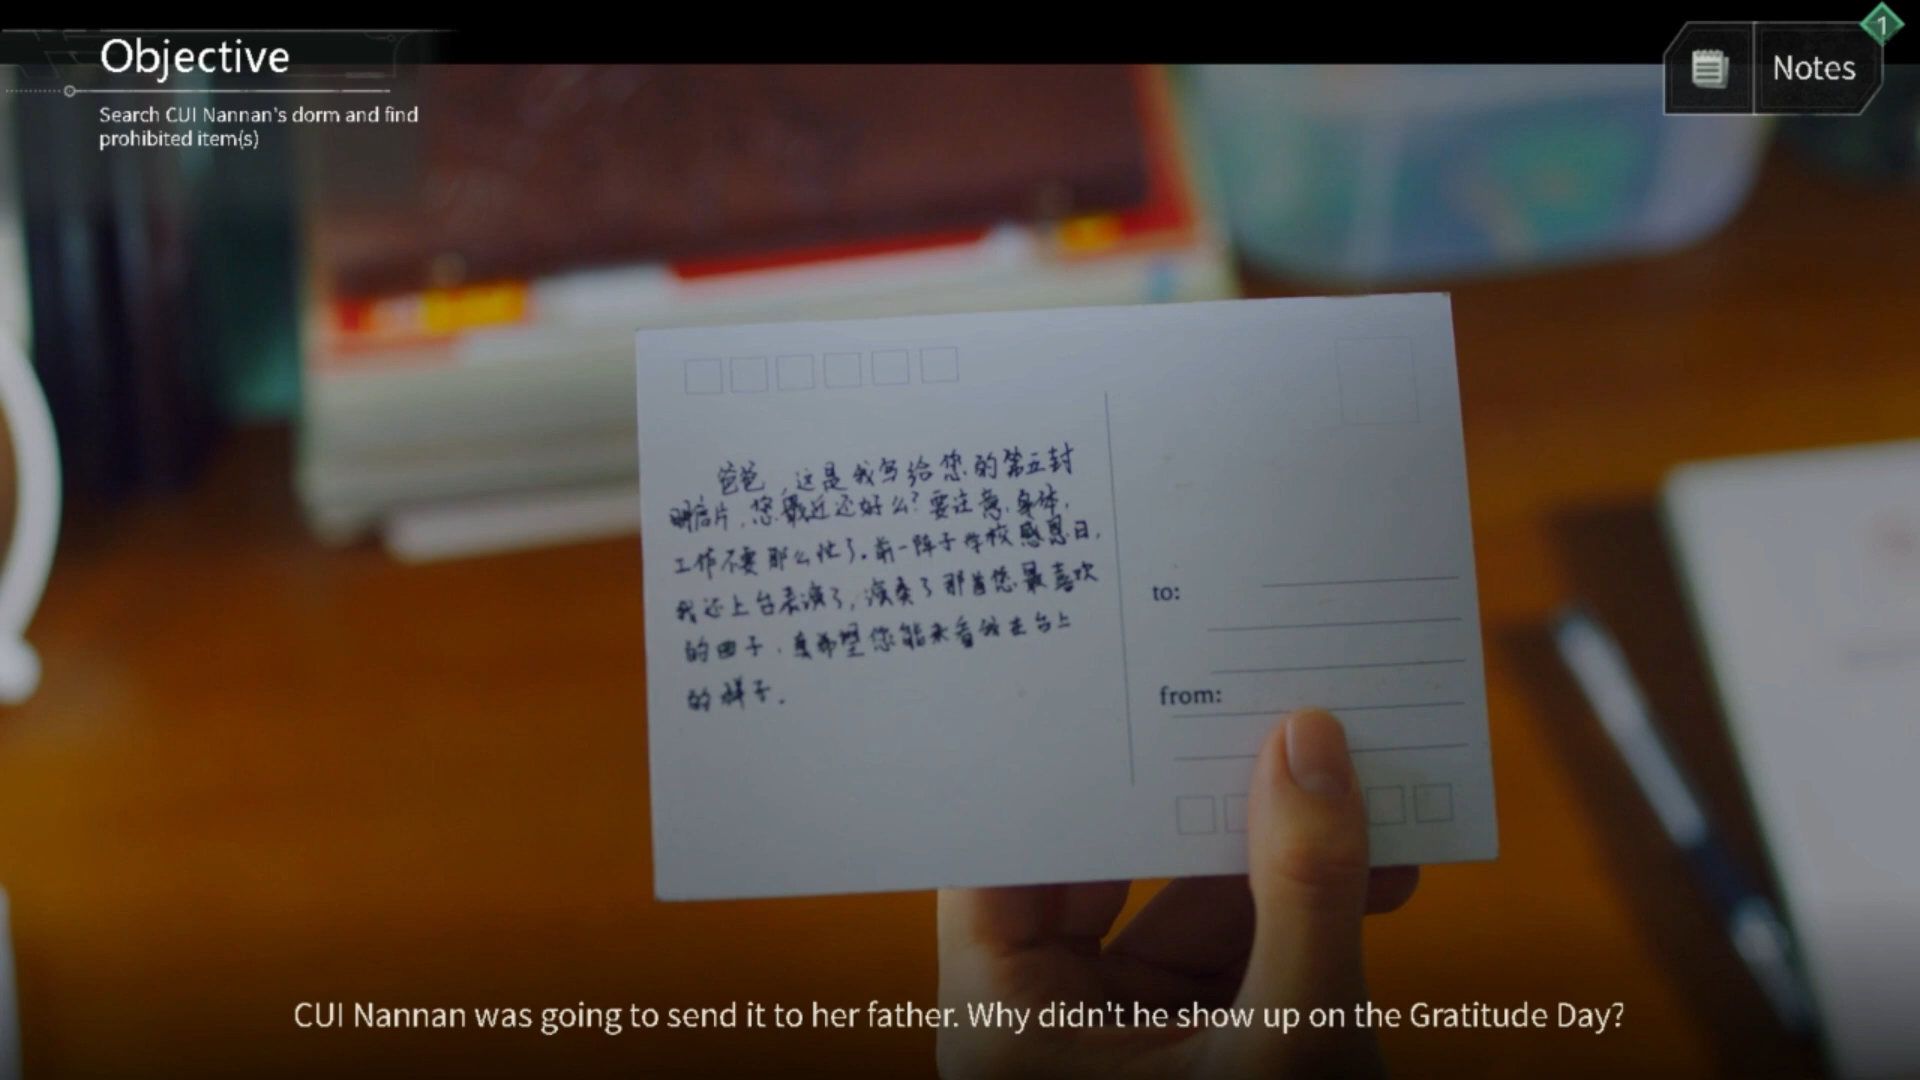 Objective
Search CUI Nannan's dorm and find
prohibited item(s)
1
Notes
爸爸，这是我写给您的第五封
明信片，您最近还好么？要注意身体，
工作不要那么忙了。前一阵子学校感恩日，
我还上台表演了，演奏了那首您最喜欢
的曲子，真希望您能来看我在台上
的样子。
to:
from:
CUI Nannan was going to send it to her father. Why didn't he show up on the Gratitude Day?